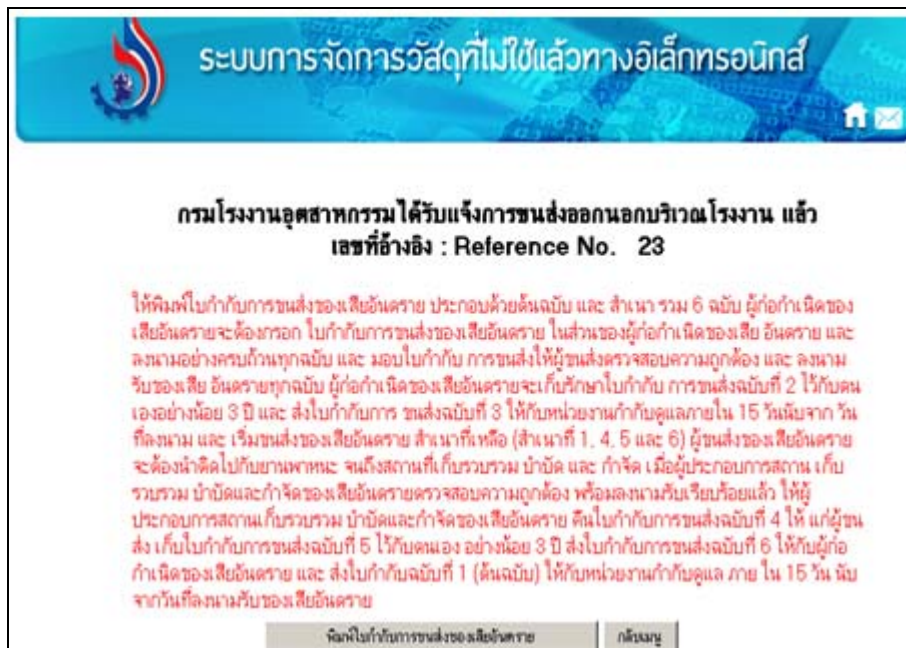 ระบบการจัดการวัสดุที่ไม่ใช้แล้วทางอิเล็กทรอนิกส์
กรมโรงงานอุตสาหกรรมได้รับแจ้งการขนส่งออกนอกบริเวณโรงงาน แล้ว
เลขที่อ้างอิง : Reference No. 23
ให้พิมพ์ใบกำกับการขนส่งของเสียอันตราย ประกอบด้วยต้นฉบับ และ สำเนา รวม 6 ฉบับ ผู้ก่อกำเนิดของ
เสียอันตรายจะต้องกรอก ใบกำกับการขนส่งของเสียอันตราย ในส่วนของผู้ก่อกำเนิดของเสีย อันตราย และ
ลงนามอย่างครบถ้วนทุกฉบับ และ มอบใบกำกับ การขนส่งให้ผู้ขนส่งตรวจสอบความถูกต้อง และ ลงนาม
รับของเสีย อันตรายทุกฉบับ ผู้ก่อกำเนิดของเสียอันตรายจะเก็บรักษาใบกำกับ การขนส่งฉบับที่ 2 ไว้กับตน
เองอย่างน้อย 3 ปี และ ส่งใบกำกับการ ขนส่งฉบับที่ 3 ให้กับหน่วยงานกำกับดูแลภายใน 15 วันนับจาก วัน
ที่ลงนาม และ เริ่มขนส่งของเสียอันตราย สำเนาที่เหลือ (สำเนาที่ 1, 4, 5 และ 6) ผู้ขนส่งของเสียอันตราย
จะต้องนำติดไปกับยานพาหนะ จนถึงสถานที่เก็บรวบรวม บำบัด และ กำจัด เมื่อผู้ประกอบการสถาน เก็บ
รวบรวม บำบัดและกำจัดของเสียอันตรายตรวจสอบความถูกต้อง พร้อมลงนามรับเรียบร้อยแล้ว ให้ผู้
ประกอบการสถานเก็บรวบรวม บำบัดและกำจัดของเสียอันตราย คืนใบกำกับการขนส่งฉบับที่ 4 ให้ แก่ผู้ขน
ส่ง เก็บใบกำกับการขนส่งฉบับที่ 5 ไว้กับตนเอง อย่างน้อย 3 ปี ส่งใบกำกับการขนส่งฉบับที่ 6 ให้กับผู้ก่อ
กำเนิดของเสียอันตราย และ ส่งใบกำกับฉบับที่ 1 (ต้นฉบับ) ให้กับหน่วยงานกำกับดูแล ภาย ใน 15 วัน นับ
จากวันที่ลงนามรับของเสียอันตราย
พิมพ์ใบกำกับการขนส่งของเสียอันตราย กลับเมนู